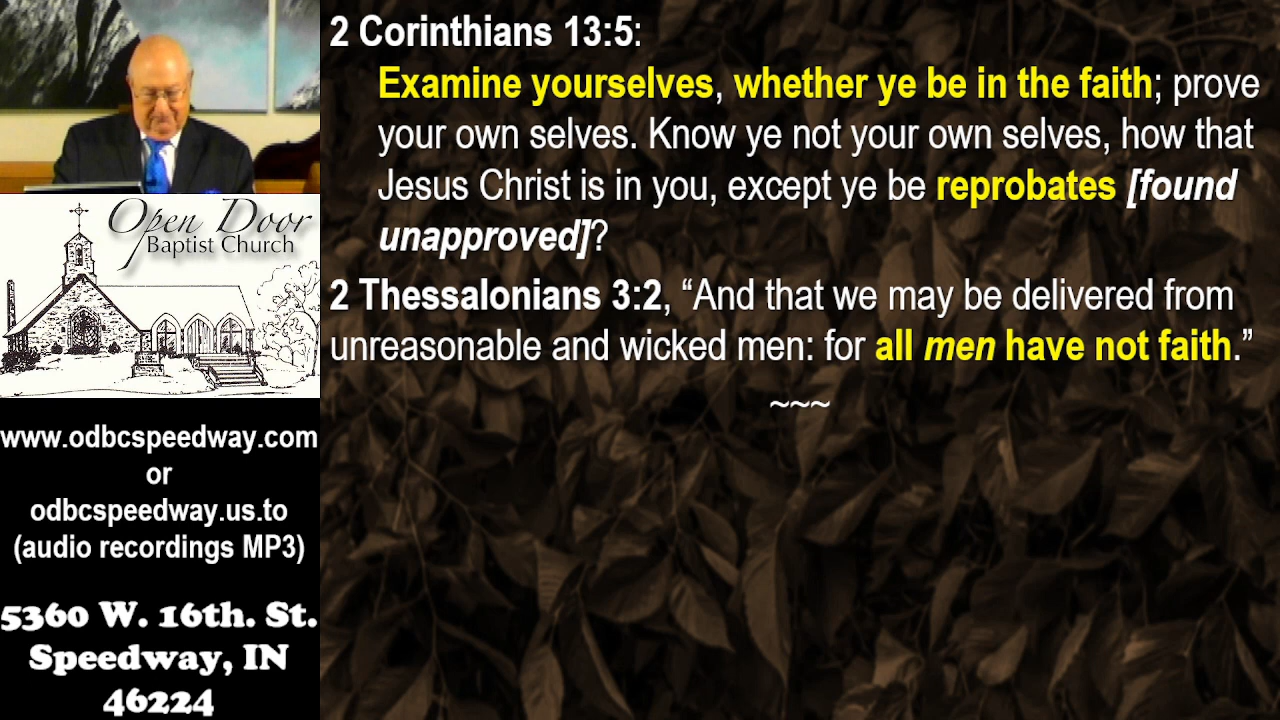 2 Corinthians 13:5:
Examine yourselves, whether ye be in the faith; prove
your own selves. Know ye not your own selves, how that
Jesus Christ is in you, except ye be reprobates [found
unapproved]?
2 Thessalonians 3:2, “And that we may be delivered from
unreasonable and wicked men: for all men have not faith.”
~~~
Open Door
Baptist Church
www.odbcspeedway.com
or
odbcspeedway.us.to
(audio recordings MP3)
5360 W. 16th. St.
Speedway, IN
46224